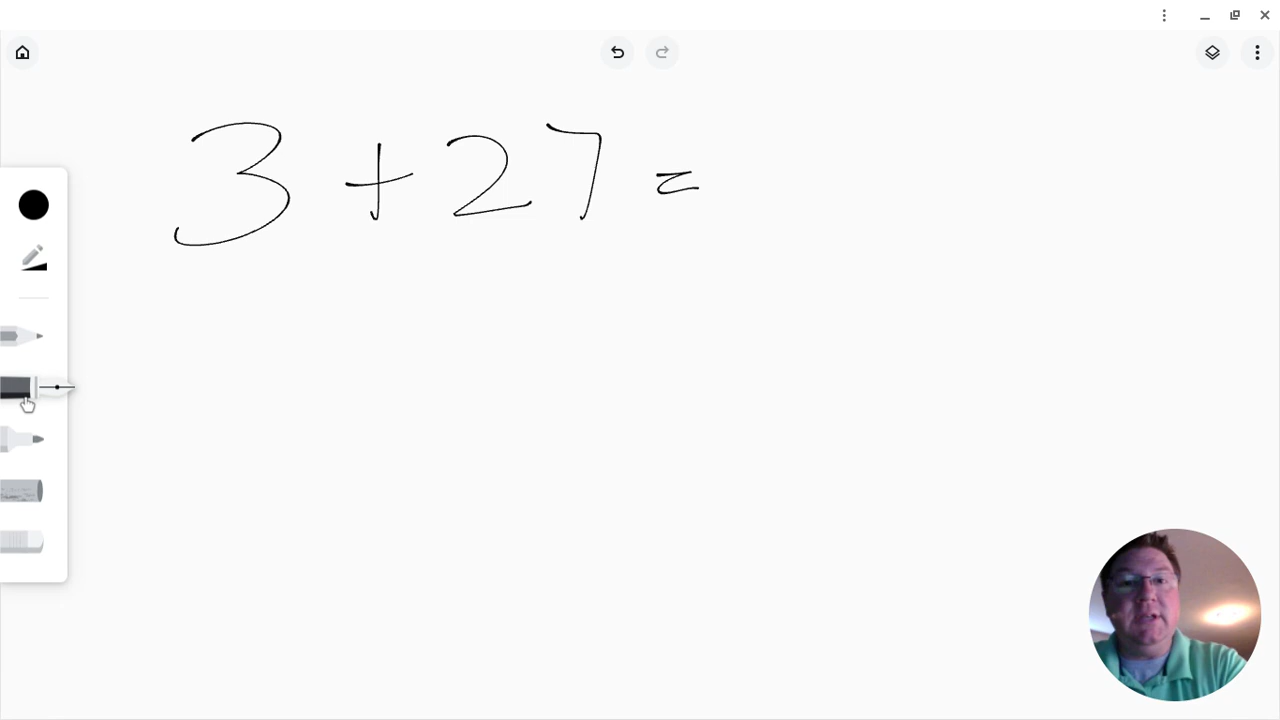 3 + 27 =